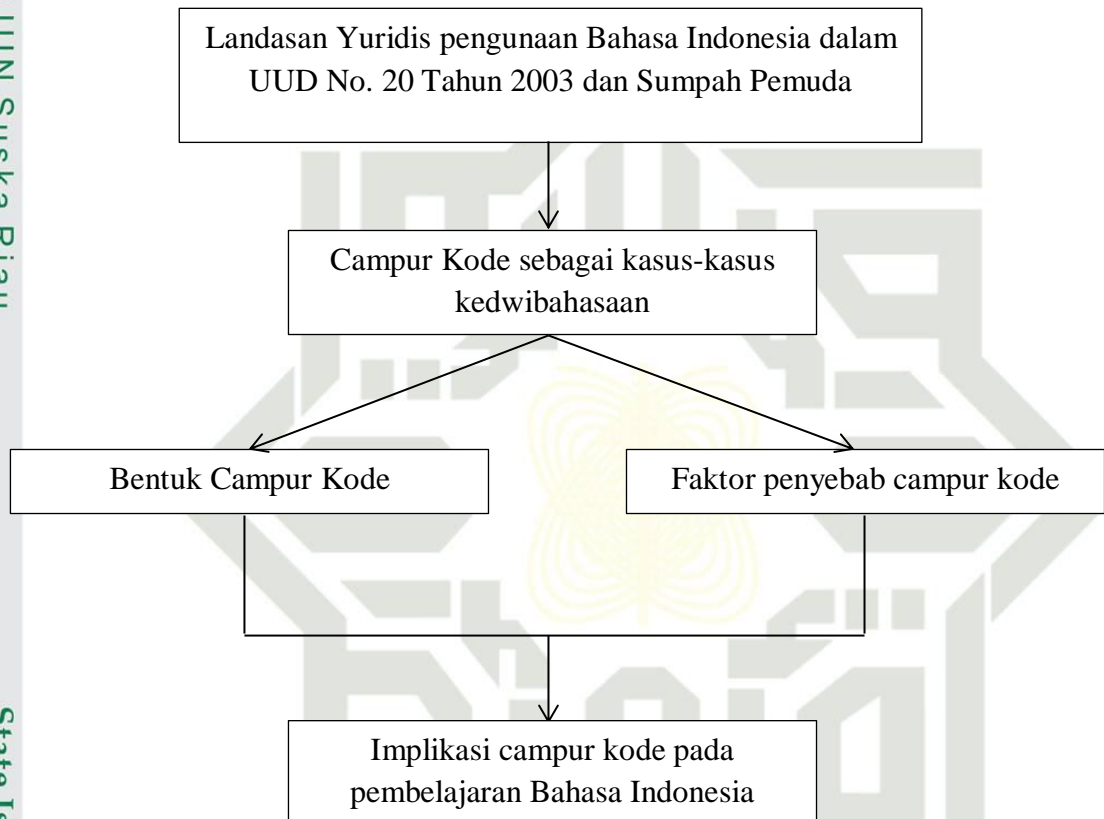 Landasan Yuridis pengunaan Bahasa Indonesia dalam
UUD No. 20 Tahun 2003 dan Sumpah Pemuda
Campur Kode sebagai kasus-kasus
kedwibahasaan
Bentuk Campur Kode
Faktor penyebab campur kode
Implikasi campur kode pada
pembelajaran Bahasa Indonesia
UIN Suska Riau
State